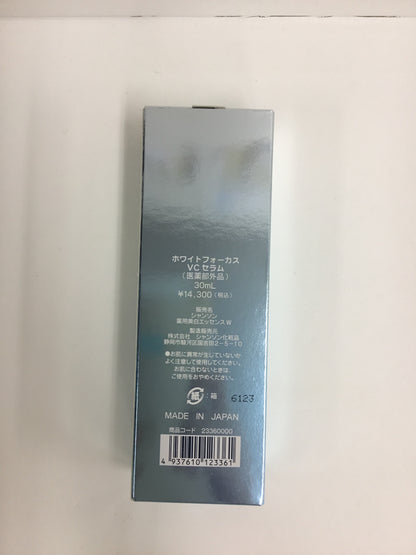 ホワイトフォーカス
VCセラム
(医薬部外品)
30mL
¥14,300(税込)
販売名
シャンソン
薬用美白エッセンスW
製造販売元
株式会社 シャンソン化粧品
静岡市駿河区国吉田2-5-10
●お肌に異常が生じていないか
よく注意して使用してください。
お肌に合わないときは、
ご使用をおやめください。
紙 :箱 6123
MADE IN JAPAN
商品コード 23360000
4 937610 123361